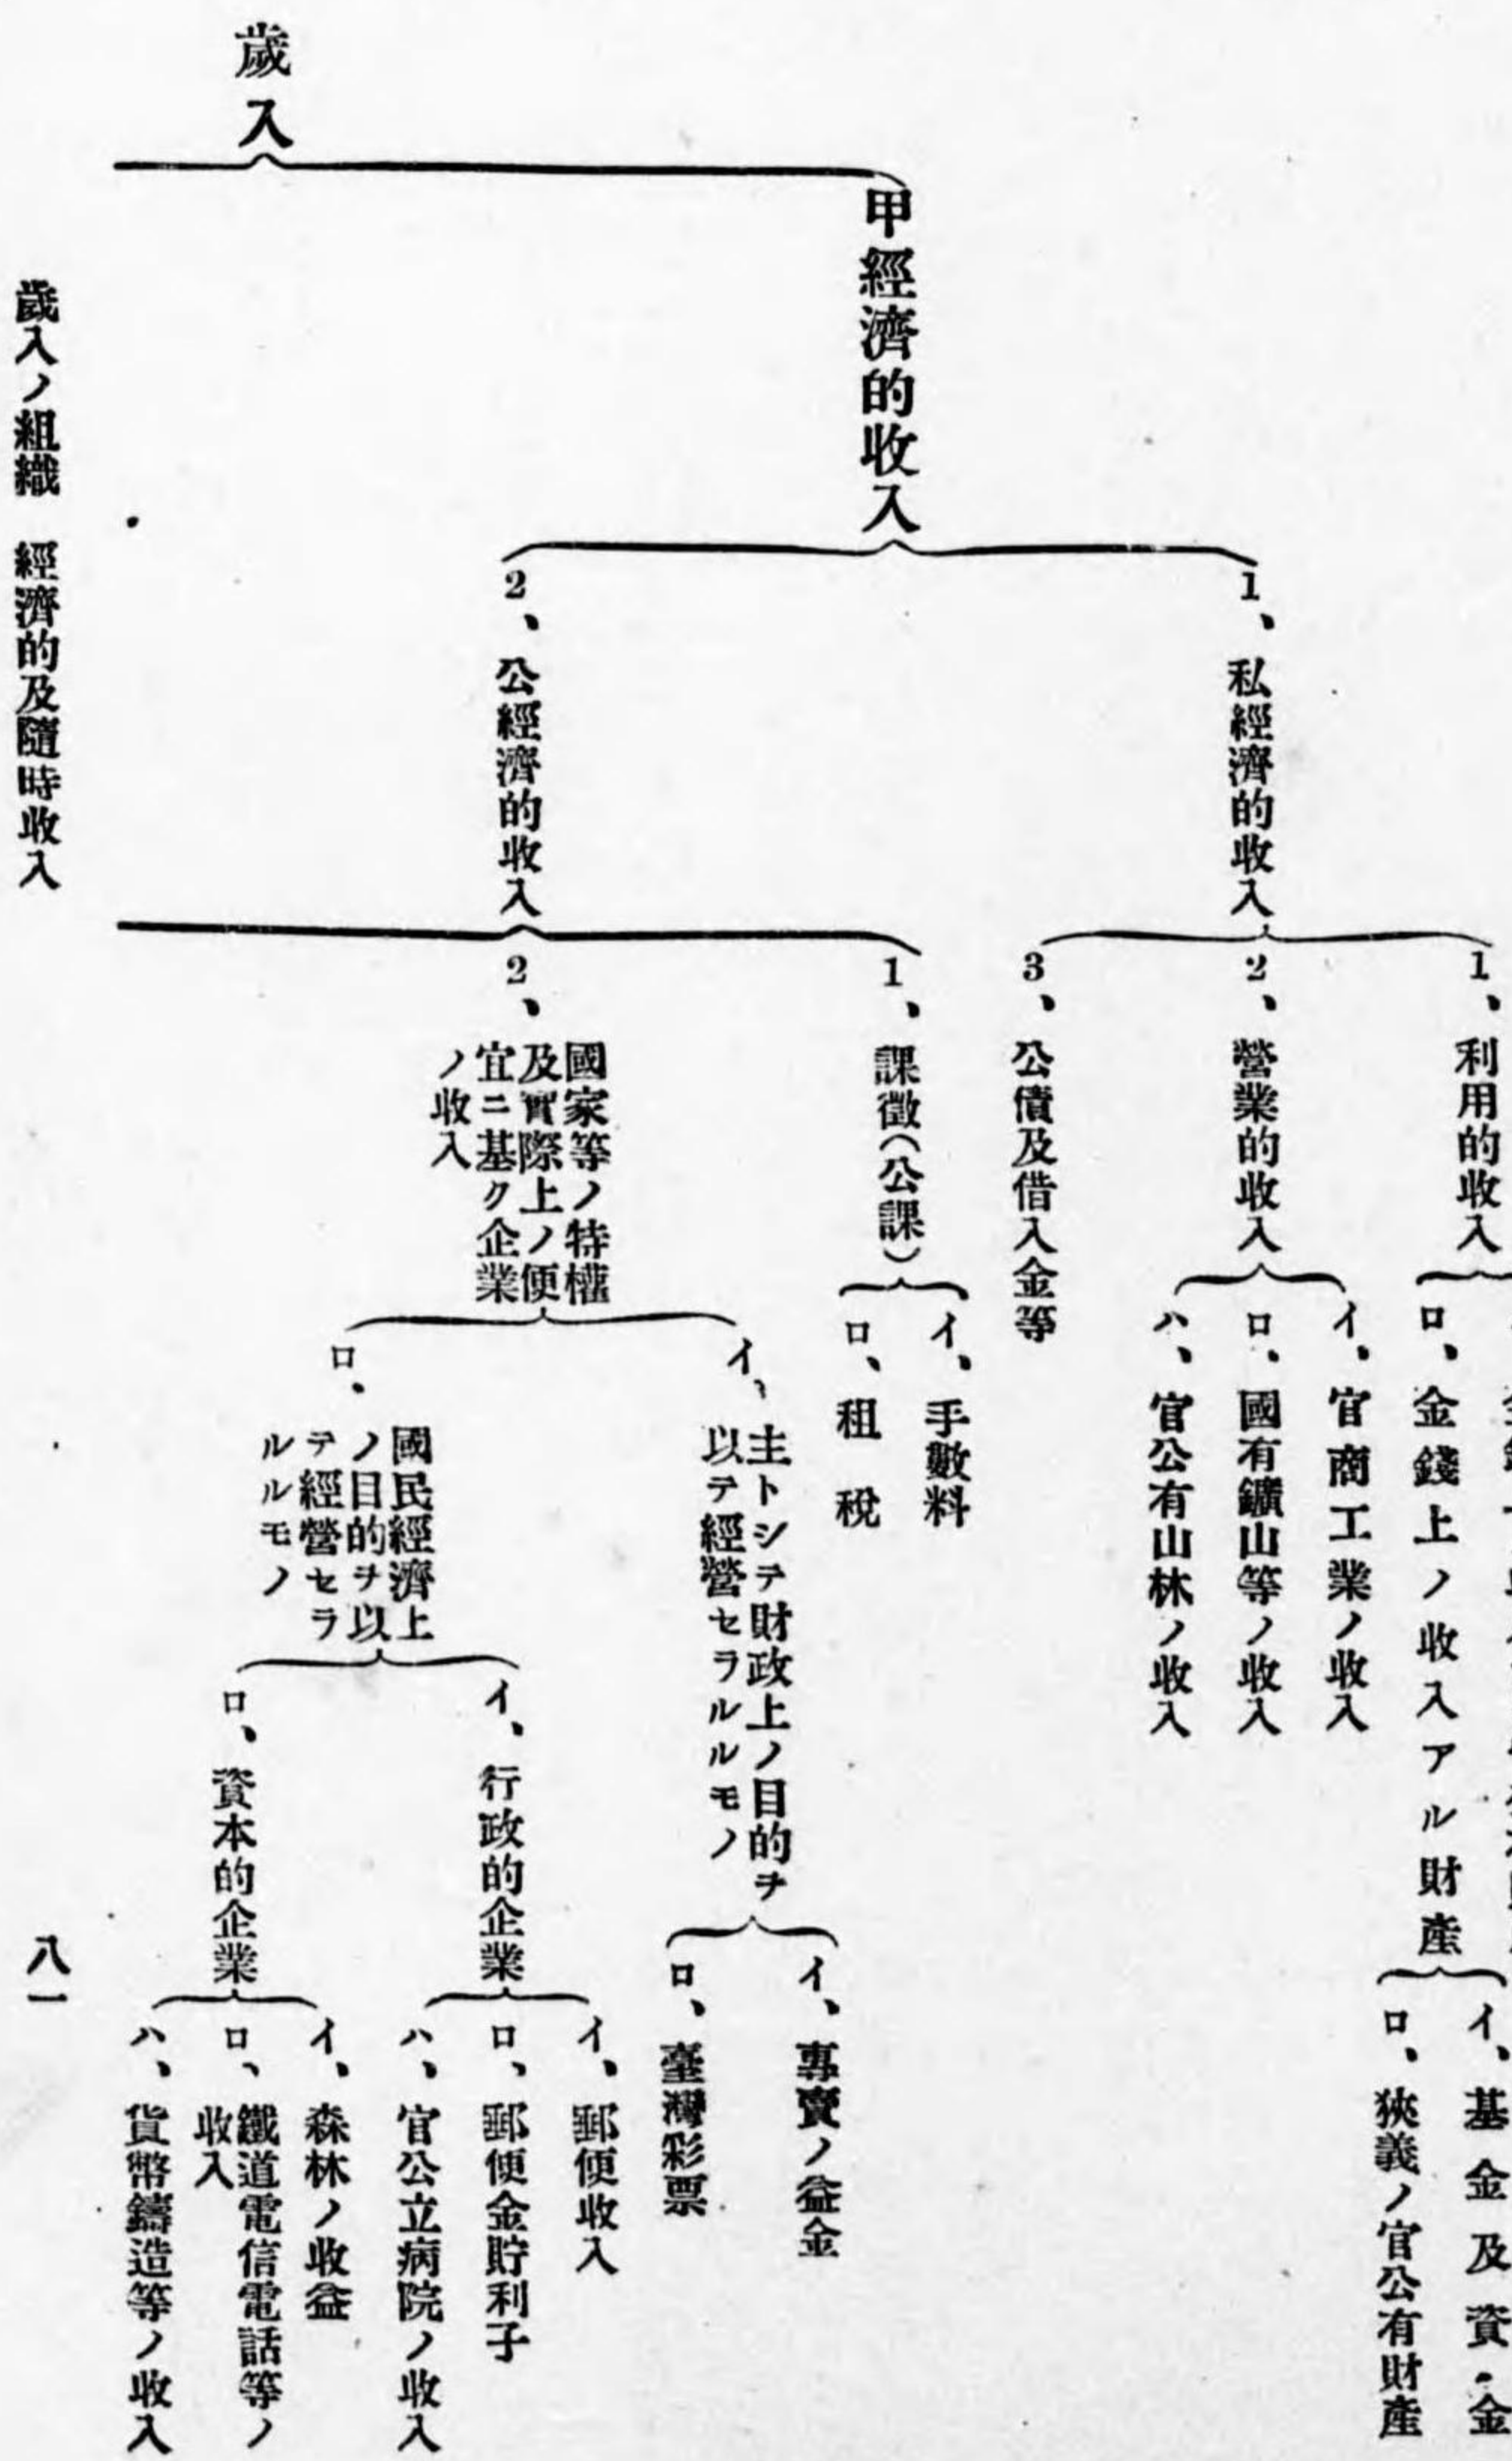 歲入
甲經濟的收入
1、私經濟的收入
1、利用的收入
ロ、金錢上ノ收入アル財產
イ、基金及資金
ロ、狹義ノ官公有財產
2、營業的收入
イ、官商工業ノ收入
ロ、國有鑛山等ノ收入
ハ、官公有山林ノ收入
3、公債及借入金等
2、公經濟的收入
1、課徵(公課)
イ、手數料
ロ、租稅
2、國家等ノ特權
及實際上ノ便
宜ニ基ク企業
ノ收入
イ、主トシテ財政上ノ目的ヲ
以テ經營セラルルモノ
イ、專賣ノ益金
ロ、臺灣彩票
ロ、國民經濟上
ノ目的ヲ以
テ經營セラ
ルルモノ
イ、行政的企業
イ、郵便收入
ロ、郵便金貯利子
ハ、官公立病院ノ收入
ロ、資本的企業
イ、森林ノ收益
ロ、鐵道電信電話等ノ
收入
ハ、貨幣鑄造等ノ收入
歲入ノ組織 經濟的及隨時收入
八一